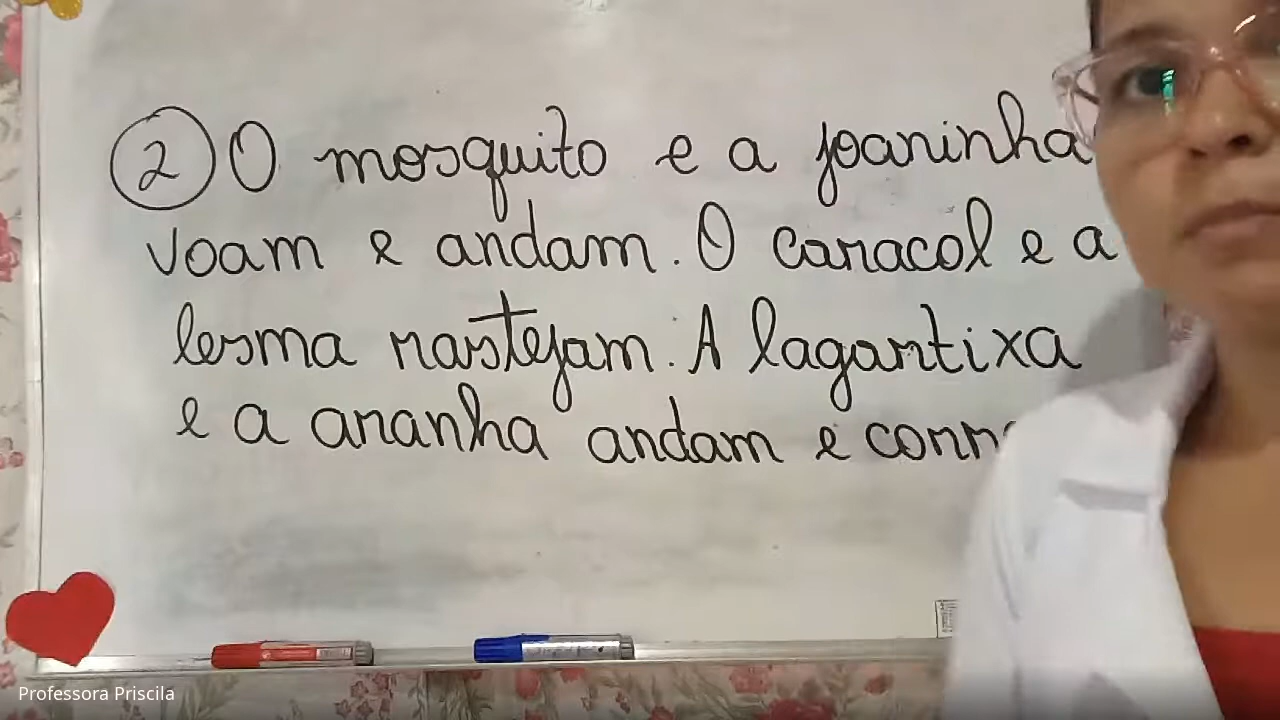 2 O mosquito e a joaninha
voam e andam. O caracol e a
lesma rastejam. A lagartixa
e a aranha andam e
Professora Priscila